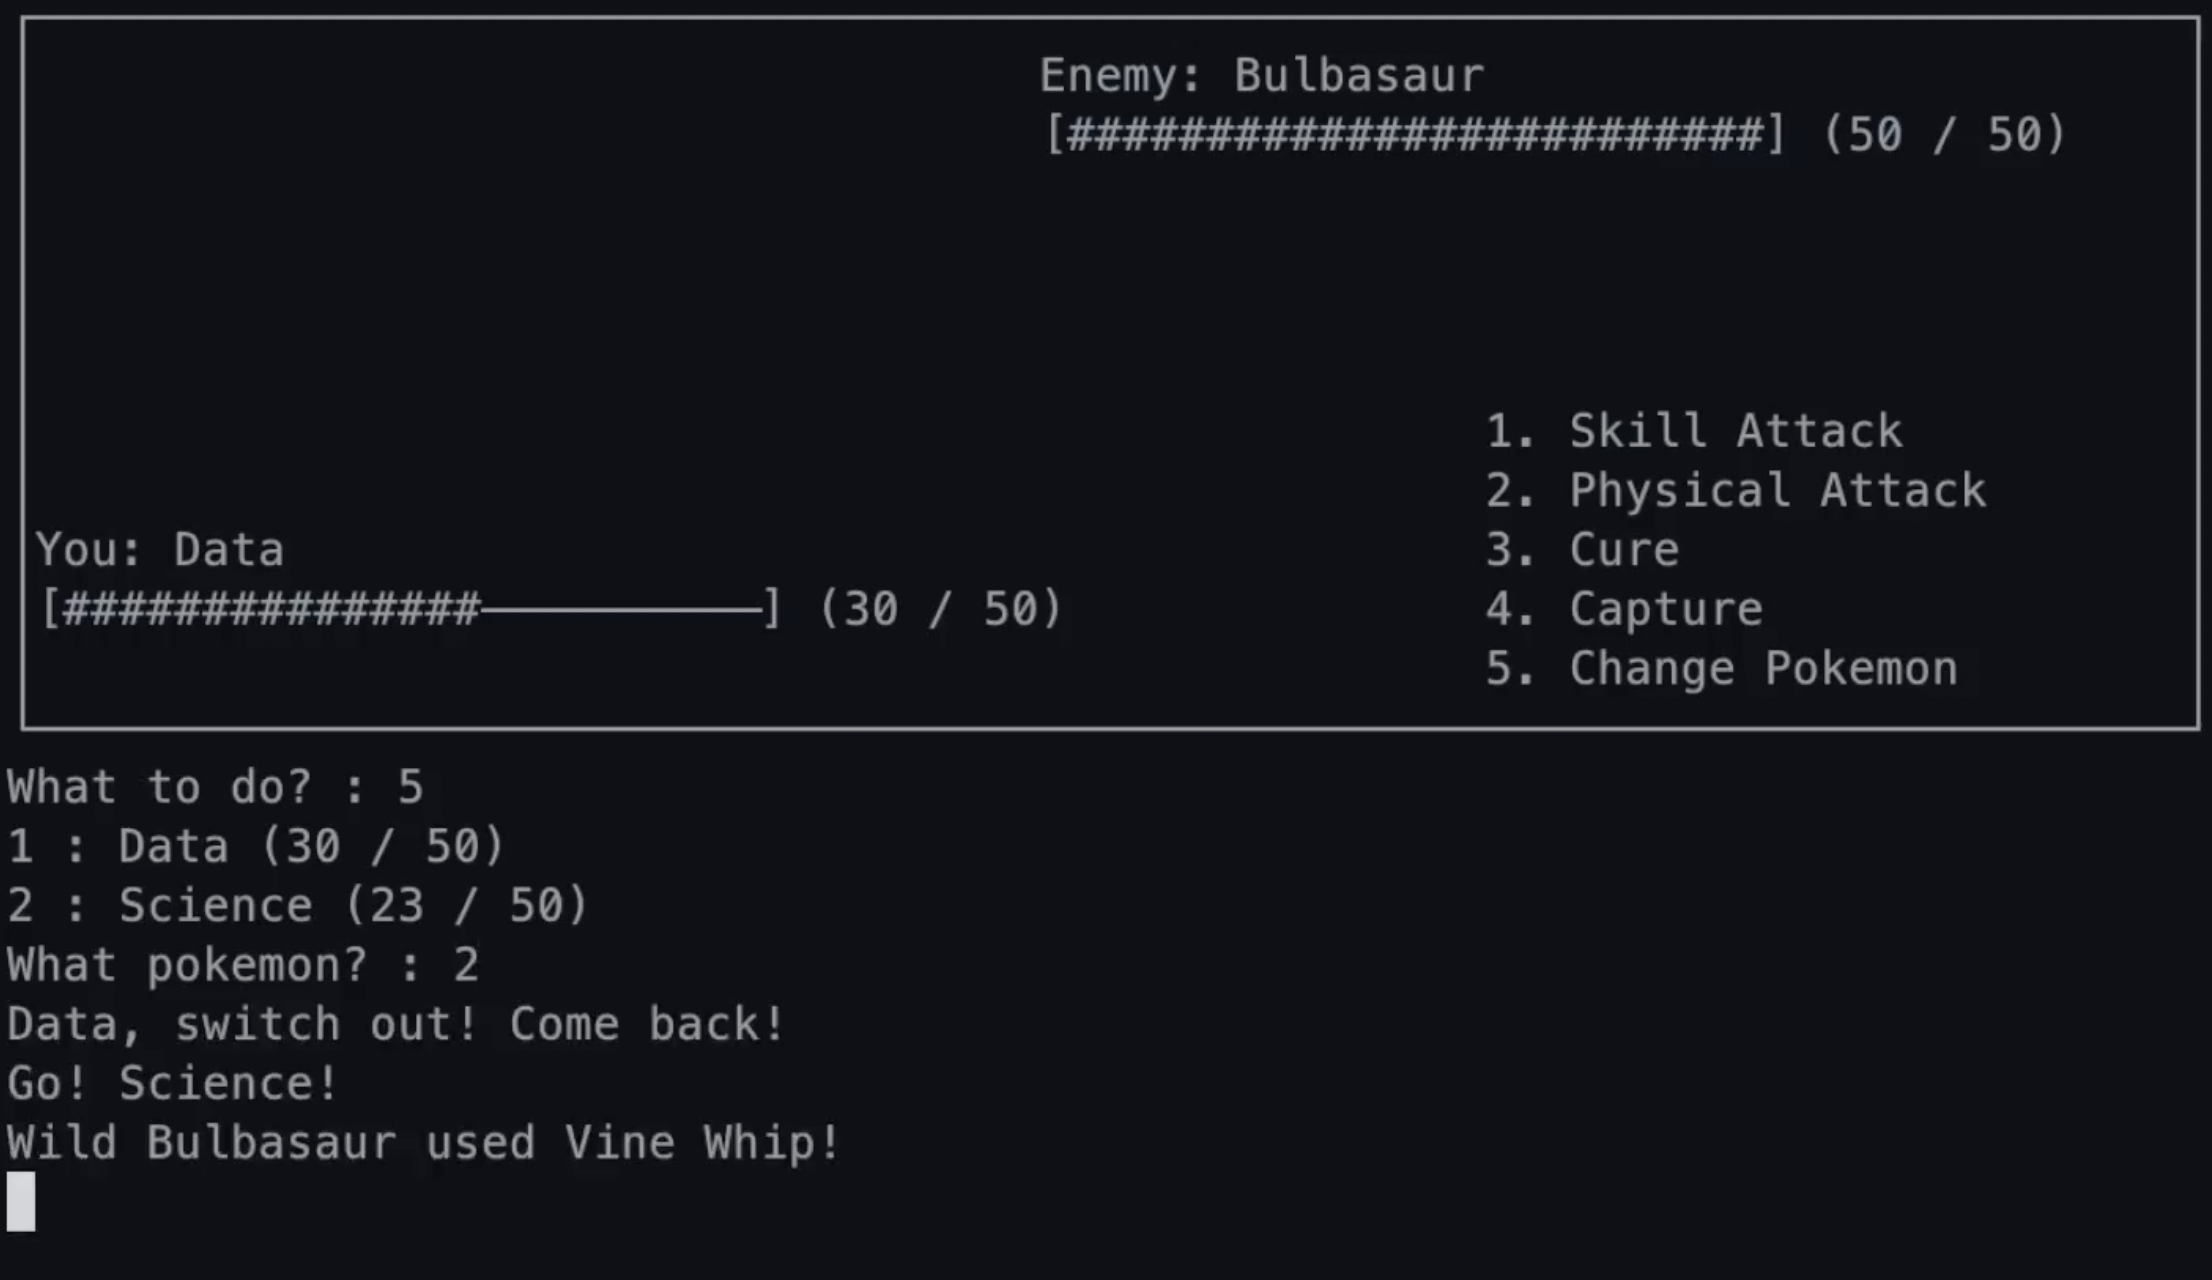 Enemy: Bulbasaur
[#########################] (50 / 50)
1. Skill Attack
2. Physical Attack
You: Data
3. Cure
[###############——————————] (30 / 50)
4. Capture
5. Change Pokemon
What to do? : 5
1 : Data (30 / 50)
2 : Science (23 / 50)
What pokemon? : 2
Data, switch out! Come back!
Go! Science!
Wild Bulbasaur used Vine Whip!